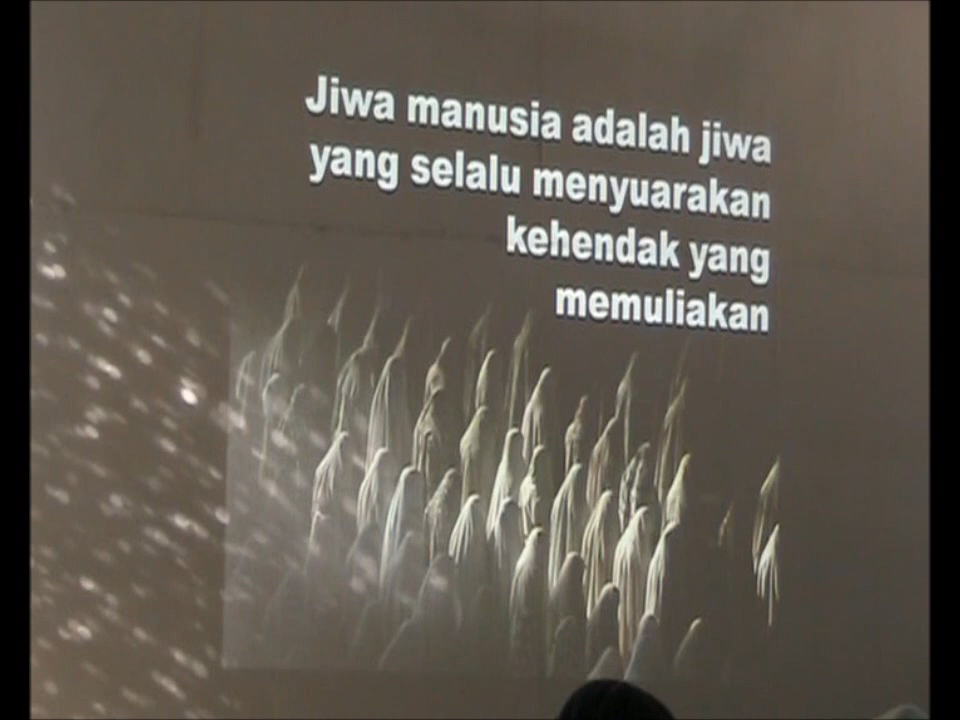 Jiwa manusia adalah jiwa
yang selalu menyuarakan
kehendak yang
memuliakan